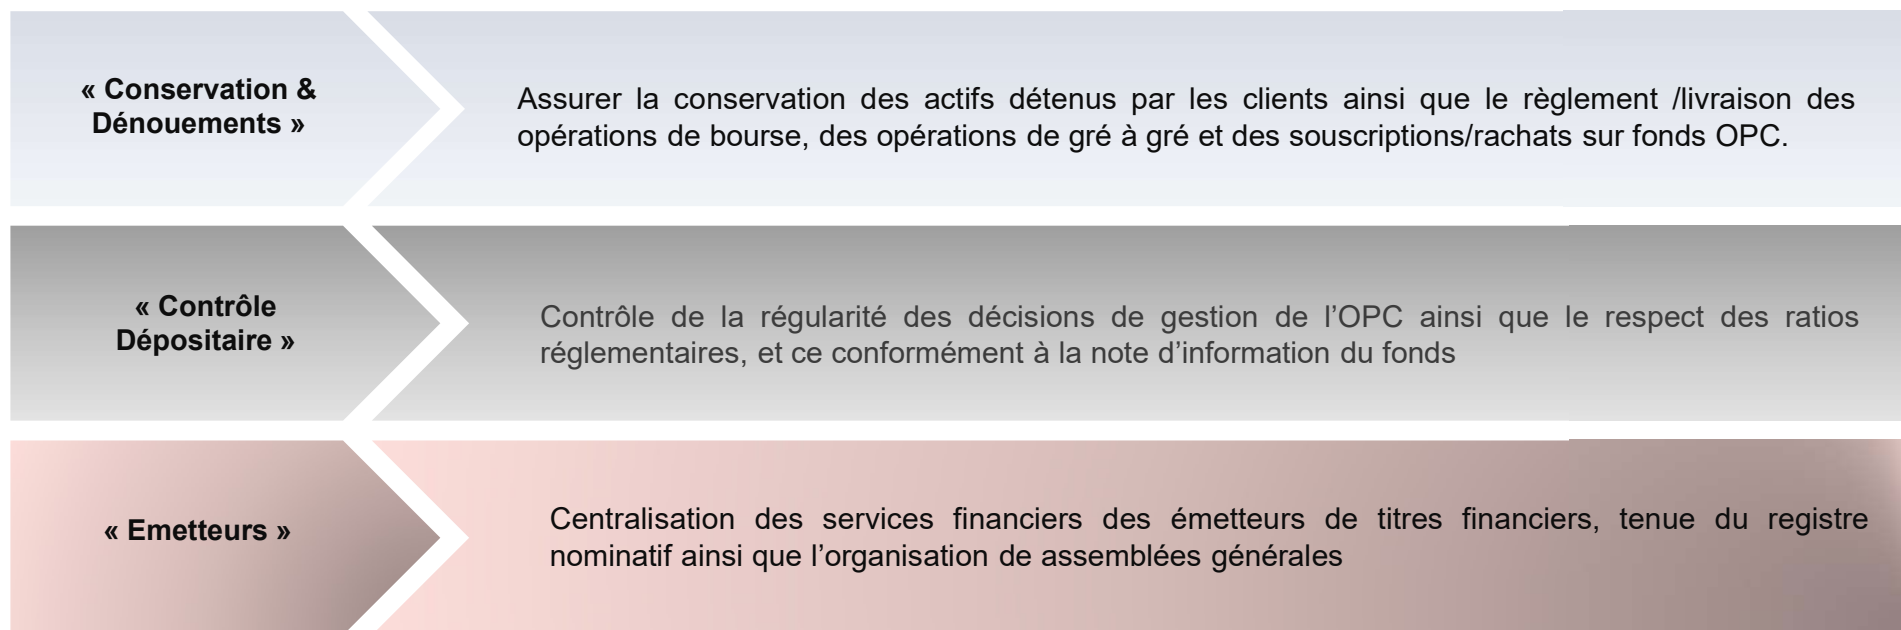 « Conservation &
Dénouements »
Assurer la conservation des actifs détenus par les clients ainsi que le règlement /livraison des
opérations de bourse, des opérations de gré à gré et des souscriptions/rachats sur fonds OPC.
« Contrôle
Dépositaire »
Contrôle de la régularité des décisions de gestion de l’OPC ainsi que le respect des ratios
réglementaires, et ce conformément à la note d’information du fonds
« Emetteurs »
Centralisation des services financiers des émetteurs de titres financiers, tenue du registre
nominatif ainsi que l’organisation de assemblées générales